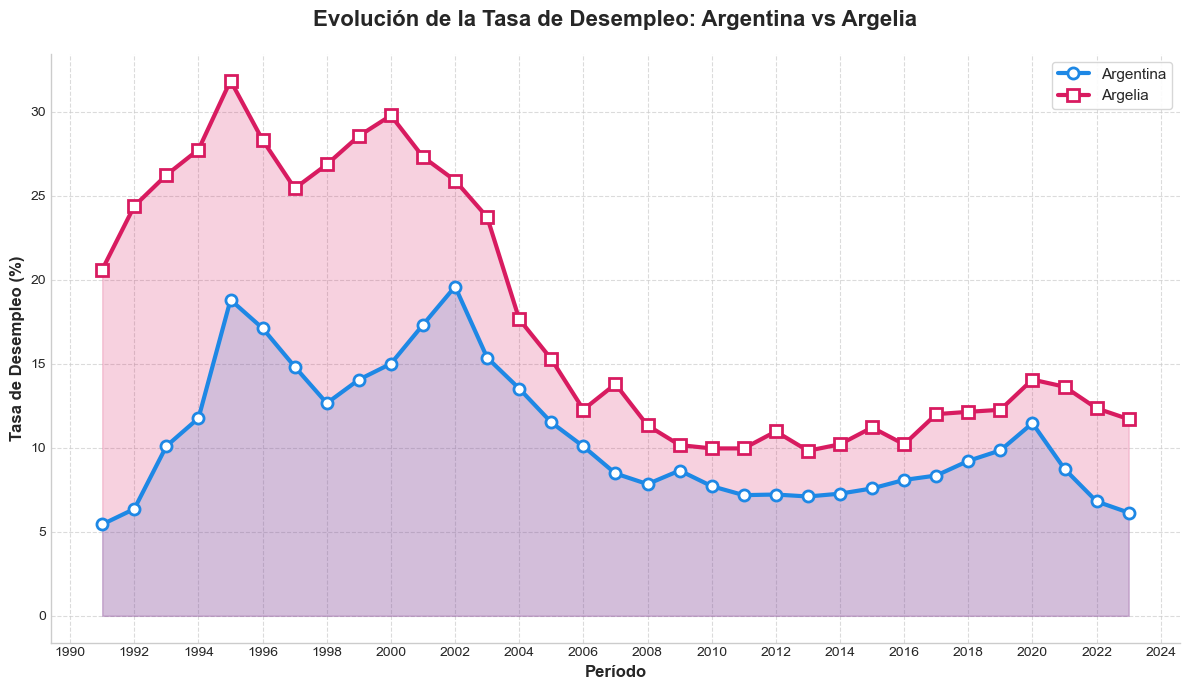 Evolución de la Tasa de Desempleo: Argentina vs Argelia
Argentina
Argelia
Tasa de Desempleo (%)
30
25
20
15
10
5
0
1990 1992 1994 1996 1998 2000 2002 2004 2006 2008 2010 2012 2014 2016 2018 2020 2022 2024
Período